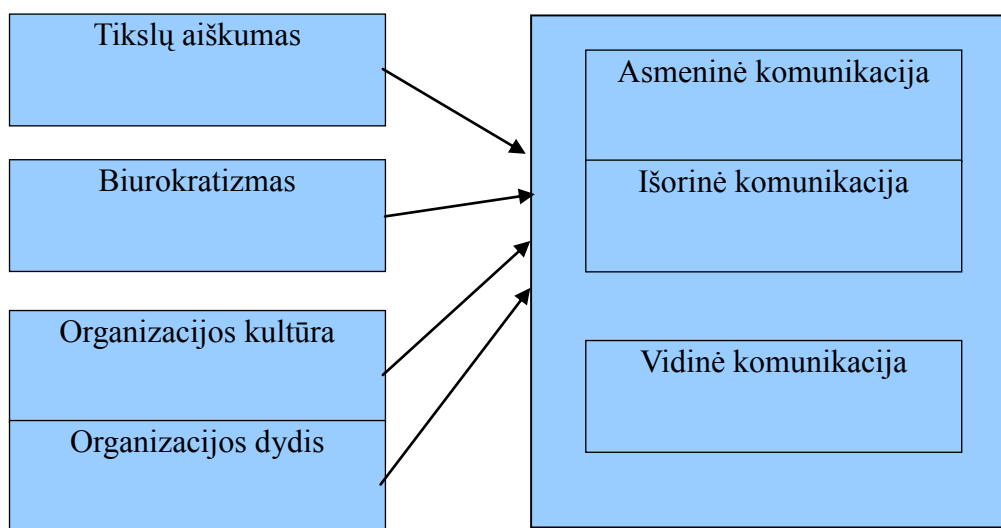 Tikslų aiškumas
Biurokratizmas
Organizacijos kultūra
Organizacijos dydis
Asmeninė komunikacija
Išorinė komunikacija
Vidinė komunikacija